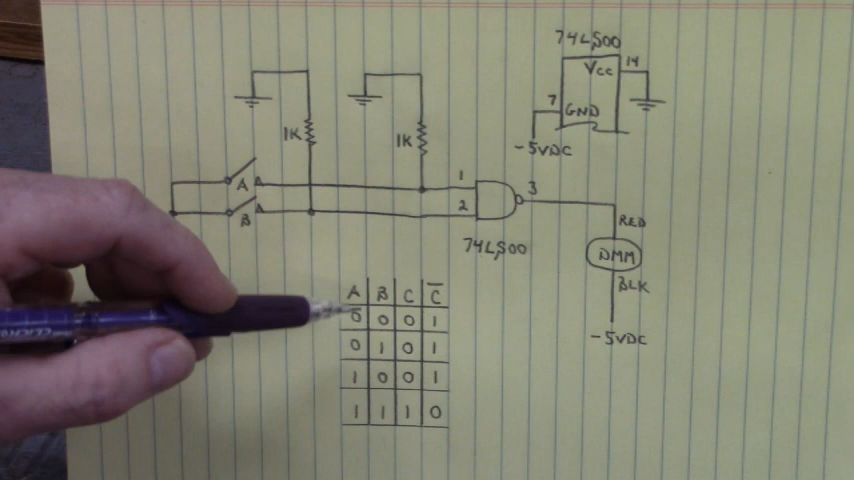 74LS00
Vcc 14
7 GND
-5VDC
1K
1K
A
B
1
2
3
74LS00
RED
DMM
BLK
-5VDC
A B C C̅
0 0 0 1
0 1 0 1
1 0 0 1
1 1 1 0